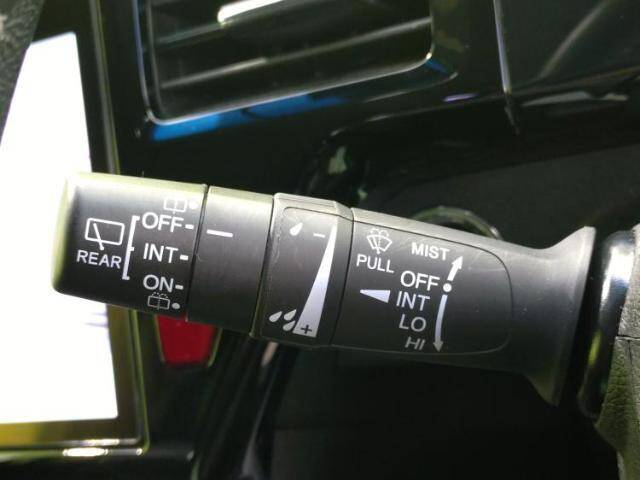 REAR
OFF
INT
ON
-
+
PULL
MIST
OFF
INT
LO
HI